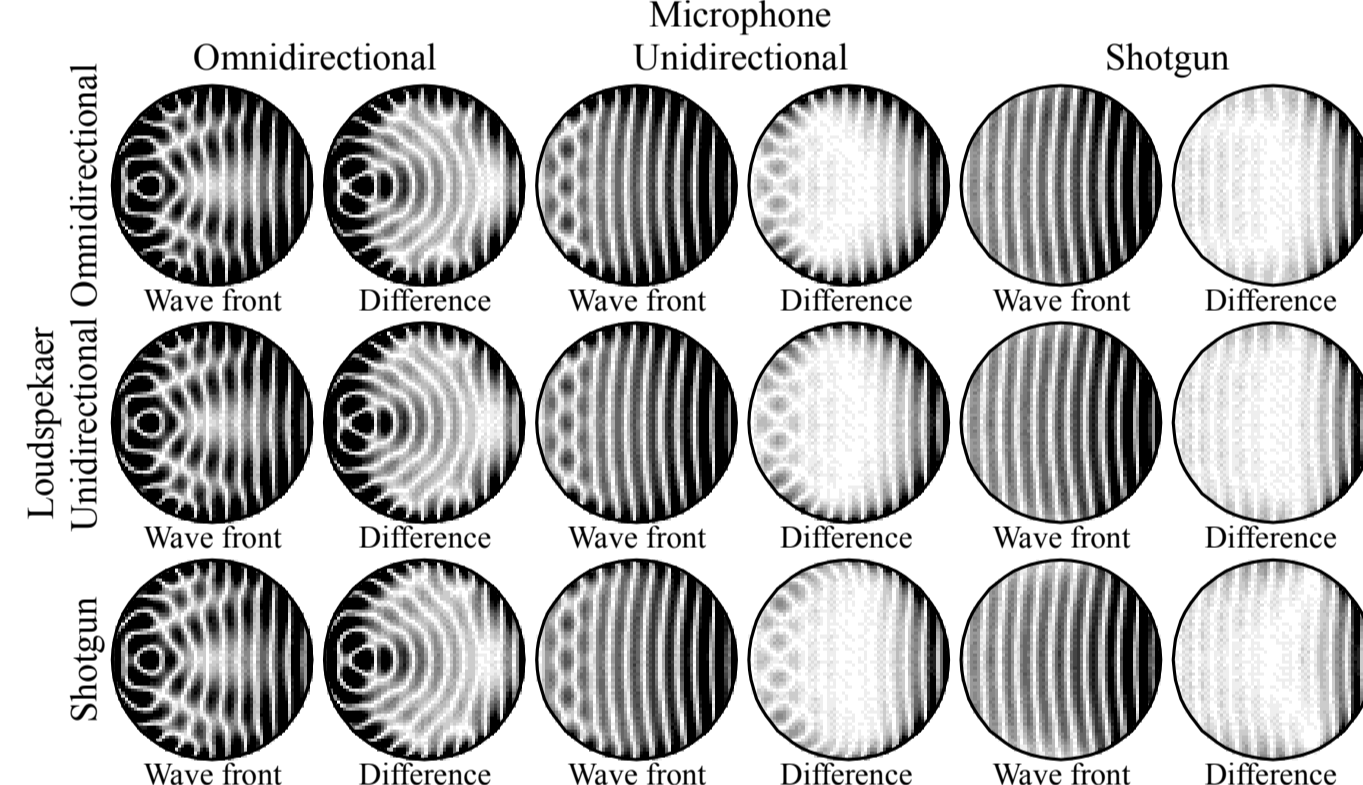 Microphone
Omnidirectional Unidirectional Shotgun
Loudspekaer
Omnidirectional
Wave front Difference Wave front Difference Wave front Difference
Unidirectional
Wave front Difference Wave front Difference Wave front Difference
Shotgun
Wave front Difference Wave front Difference Wave front Difference